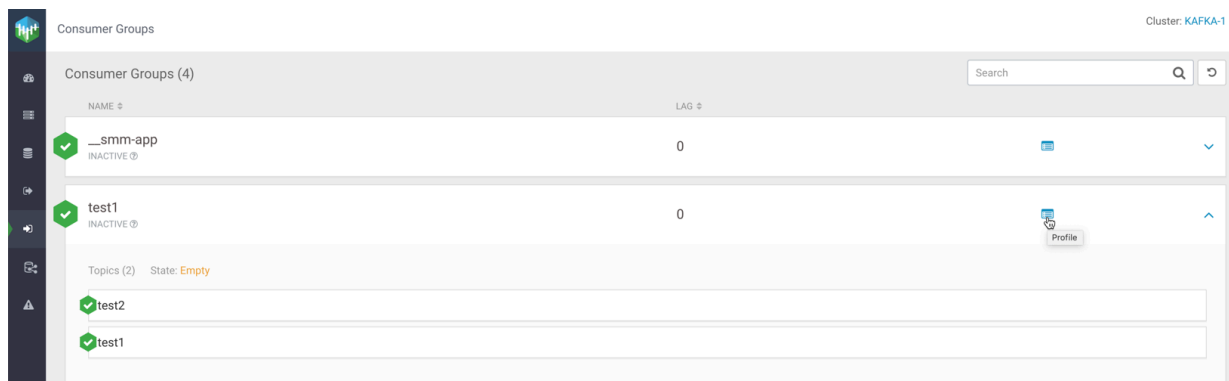 Consumer Groups
Cluster: KAFKA-1
Consumer Groups (4)
Search
NAME LAG
__smm-app 0
INACTIVE
test1 0
INACTIVE
Profile
Topics (2) State: Empty
test2
test1